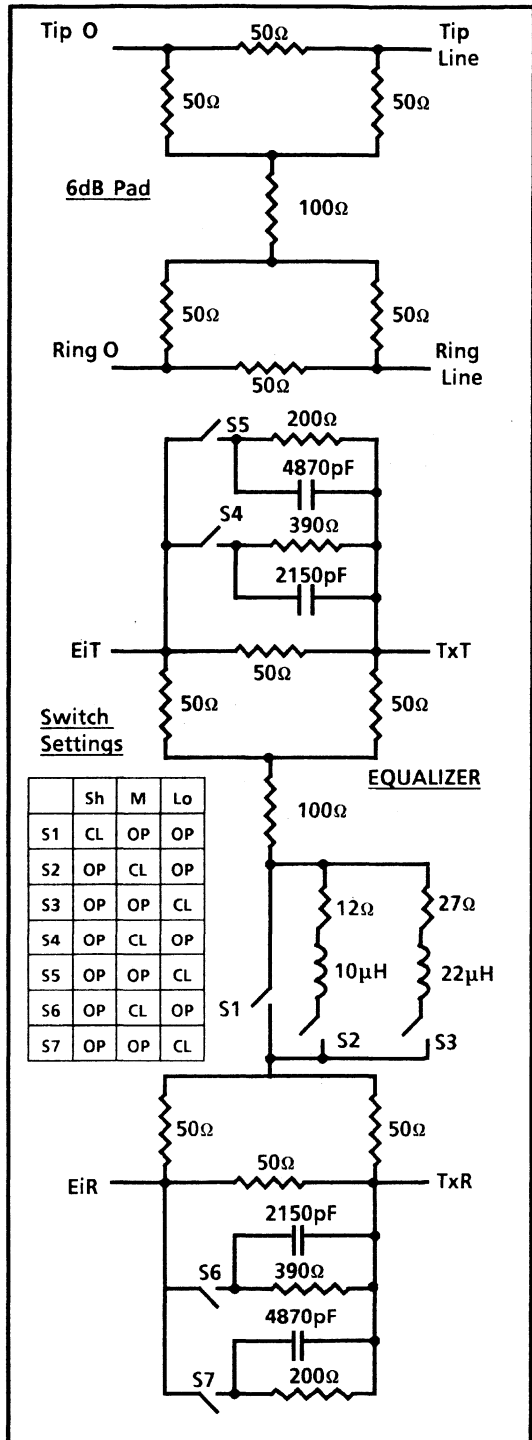 Tip O
50Ω
Tip
Line
50Ω
50Ω
6dB Pad
100Ω
50Ω
50Ω
Ring O
50Ω
Ring
Line
S5
200Ω
4870pF
S4
390Ω
2150pF
EiT
50Ω
TxT
50Ω
50Ω
Switch
Settings
EQUALIZER
100Ω
Sh M Lo
S1 CL OP OP
S2 OP CL OP
S3 OP OP CL
S4 OP CL OP
S5 OP OP CL
S6 OP CL OP
S7 OP OP CL
12Ω
27Ω
10µH
22µH
S1
S2
S3
50Ω
50Ω
EiR
50Ω
TxR
2150pF
S6
390Ω
4870pF
S7
200Ω